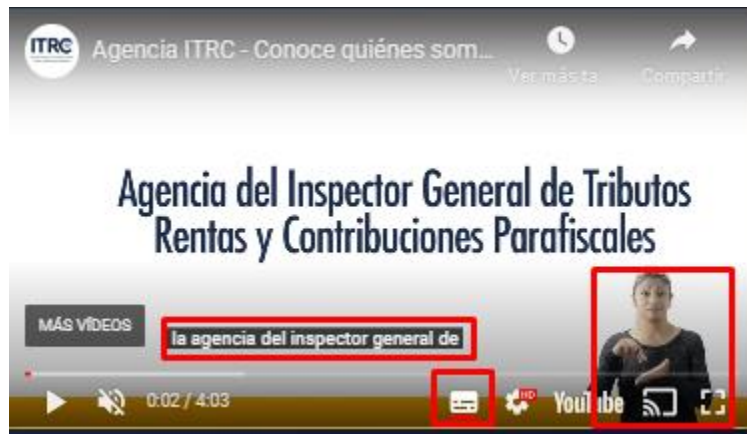 ITRC
Agencia ITRC - Conoce quiénes som...
Ver más ta
Compartir
Agencia del Inspector General de Tributos
Rentas y Contribuciones Parafiscales
MÁS VÍDEOS
la agencia del inspector general de
0:02 / 4:03
HD
YouTube